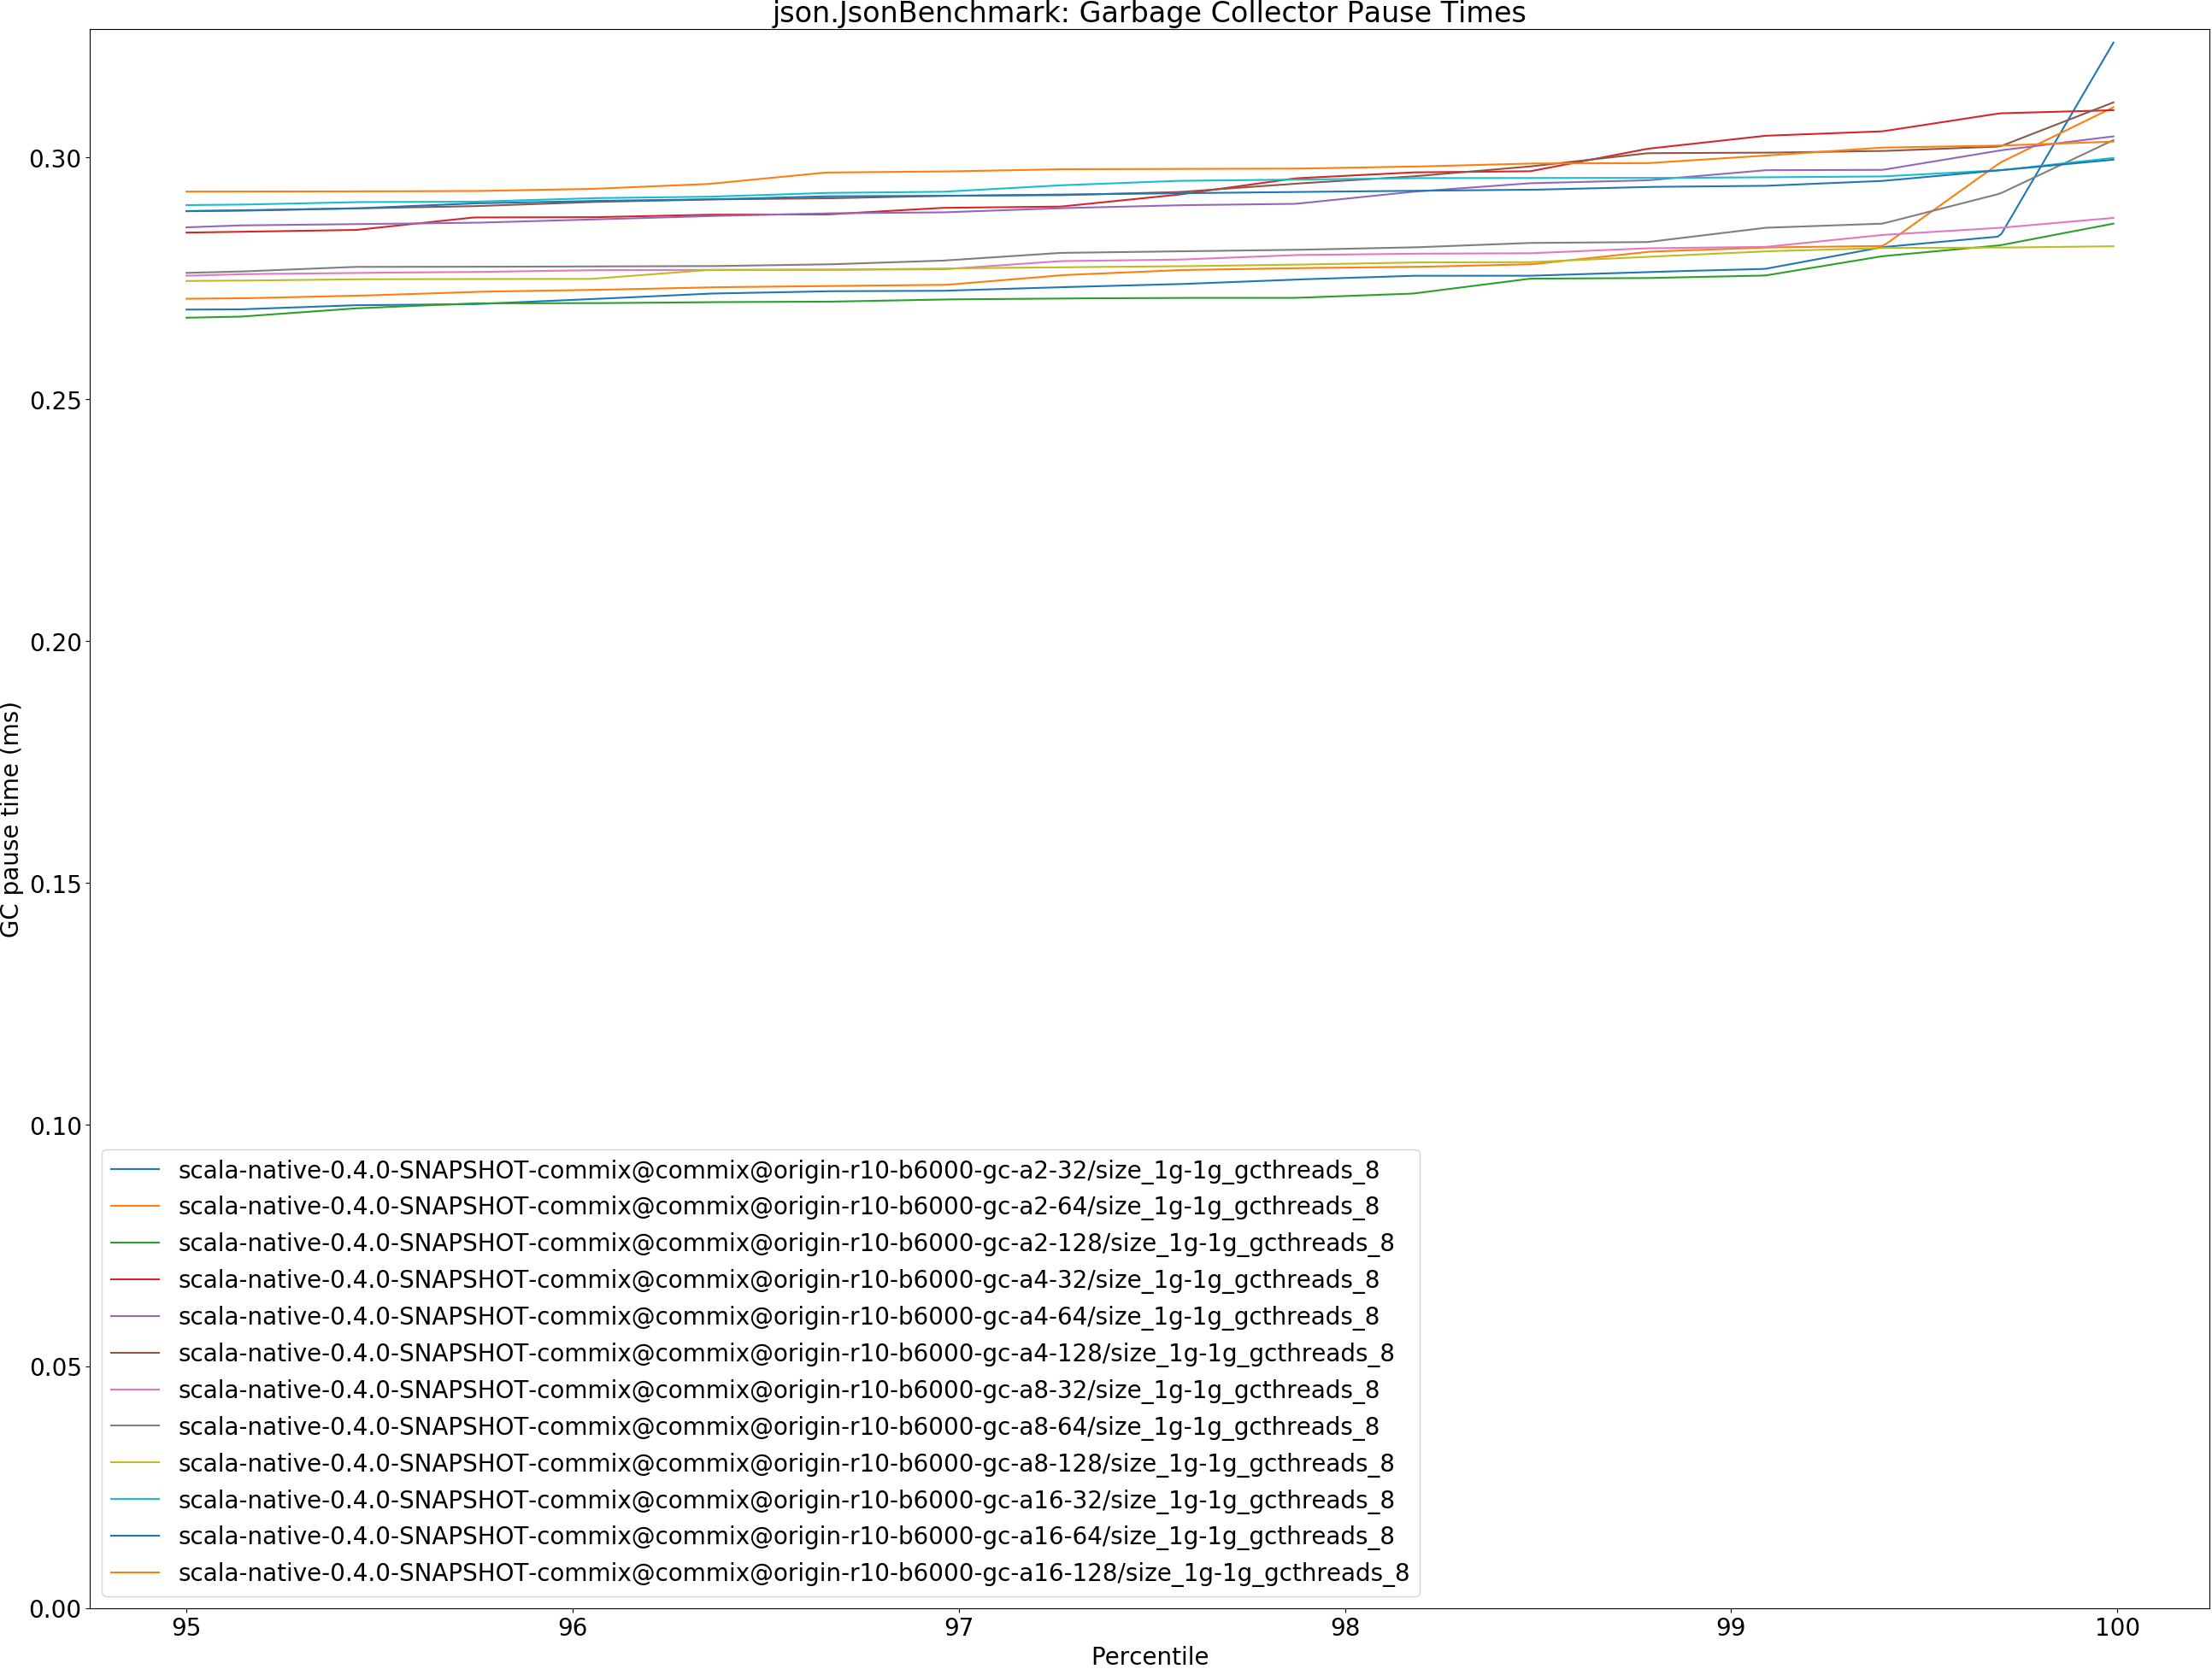 json.JsonBenchmark: Garbage Collector Pause Times
GC pause time (ms)
0.30
0.25
0.20
0.15
0.10
0.05
0.00
scala-native-0.4.0-SNAPSHOT-commix@commix@origin-r10-b6000-gc-a2-32/size_1g-1g_gcthreads_8
scala-native-0.4.0-SNAPSHOT-commix@commix@origin-r10-b6000-gc-a2-64/size_1g-1g_gcthreads_8
scala-native-0.4.0-SNAPSHOT-commix@commix@origin-r10-b6000-gc-a2-128/size_1g-1g_gcthreads_8
scala-native-0.4.0-SNAPSHOT-commix@commix@origin-r10-b6000-gc-a4-32/size_1g-1g_gcthreads_8
scala-native-0.4.0-SNAPSHOT-commix@commix@origin-r10-b6000-gc-a4-64/size_1g-1g_gcthreads_8
scala-native-0.4.0-SNAPSHOT-commix@commix@origin-r10-b6000-gc-a4-128/size_1g-1g_gcthreads_8
scala-native-0.4.0-SNAPSHOT-commix@commix@origin-r10-b6000-gc-a8-32/size_1g-1g_gcthreads_8
scala-native-0.4.0-SNAPSHOT-commix@commix@origin-r10-b6000-gc-a8-64/size_1g-1g_gcthreads_8
scala-native-0.4.0-SNAPSHOT-commix@commix@origin-r10-b6000-gc-a8-128/size_1g-1g_gcthreads_8
scala-native-0.4.0-SNAPSHOT-commix@commix@origin-r10-b6000-gc-a16-32/size_1g-1g_gcthreads_8
scala-native-0.4.0-SNAPSHOT-commix@commix@origin-r10-b6000-gc-a16-64/size_1g-1g_gcthreads_8
scala-native-0.4.0-SNAPSHOT-commix@commix@origin-r10-b6000-gc-a16-128/size_1g-1g_gcthreads_8
95 96 97 98 99 100
Percentile